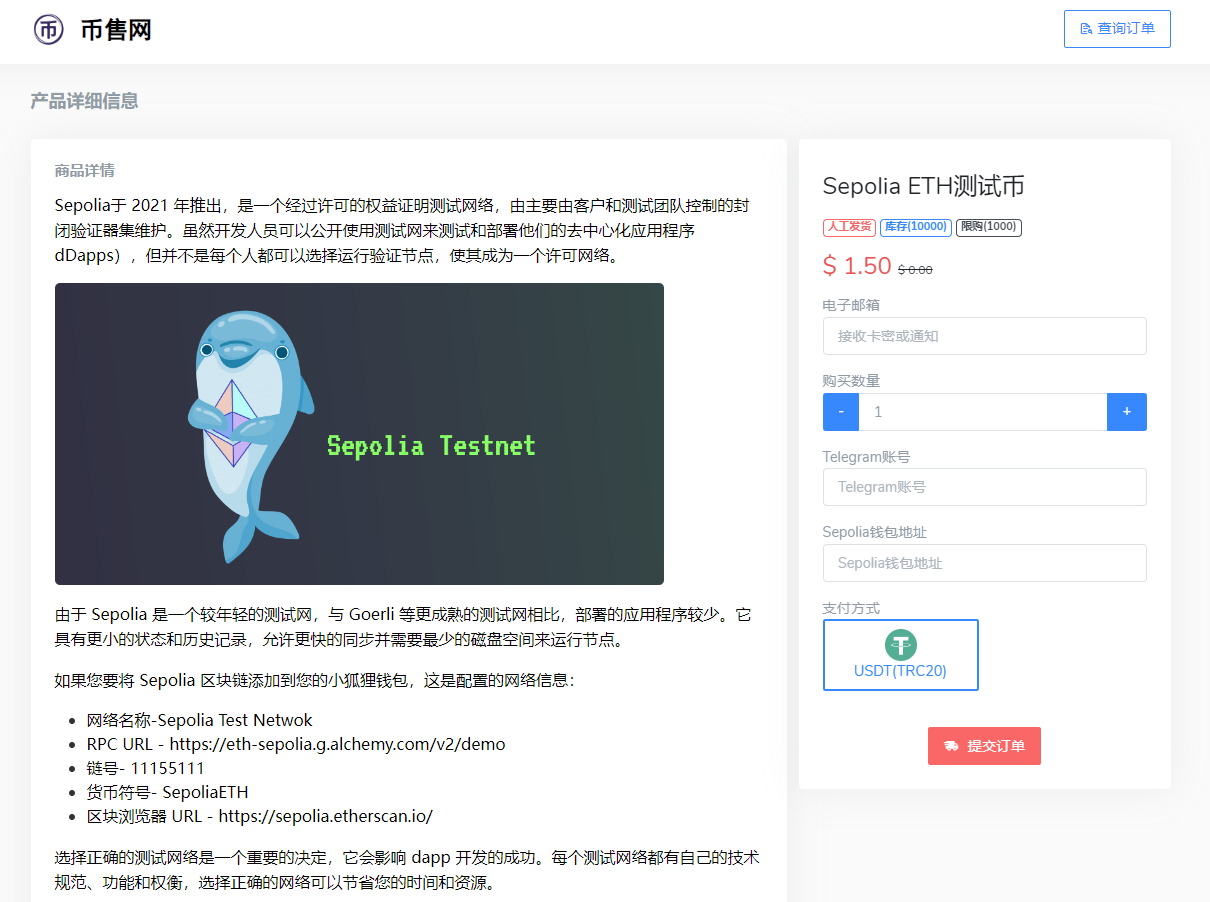 币 币售网
查询订单
产品详细信息
商品详情
Sepolia于 2021 年推出，是一个经过许可的权益证明测试网络，由主要由客户和测试团队控制的封
闭验证器集维护。虽然开发人员可以公开使用测试网来测试和部署他们的去中心化应用程序
dDapps），但并不是每个人都可以选择运行验证节点，使其成为一个许可网络。
Sepolia Testnet
由于 Sepolia 是一个较年轻的测试网，与 Goerli 等更成熟的测试网相比，部署的应用程序较少。它
具有更小的状态和历史记录，允许更快的同步并需要最少的磁盘空间来运行节点。
如果您要将 Sepolia 区块链添加到您的小狐狸钱包，这是配置的网络信息：
网络名称-Sepolia Test Netwok
RPC URL - https://eth-sepolia.g.alchemy.com/v2/demo
链号- 11155111
货币符号- SepoliaETH
区块浏览器 URL - https://sepolia.etherscan.io/
选择正确的测试网络是一个重要的决定，它会影响 dapp 开发的成功。每个测试网络都有自己的技术
规范、功能和权衡，选择正确的网络可以节省您的时间和资源。
Sepolia ETH测试币
人工发货 库存(10000) 限购(1000)
$ 1.50 $ 0.00
电子邮箱
接收卡密或通知
购买数量
- 1 +
Telegram账号
Telegram账号
Sepolia钱包地址
Sepolia钱包地址
支付方式
USDT(TRC20)
提交订单